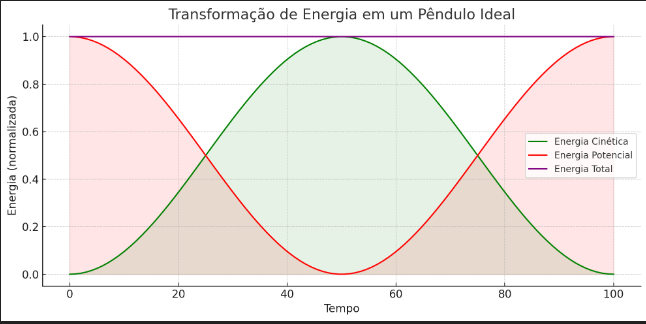 Transformação de Energia em um Pêndulo Ideal
Energia (normalizada)
1.0
0.8
0.6
0.4
0.2
0.0
Energia Cinética
Energia Potencial
Energia Total
0 20 40 60 80 100
Tempo